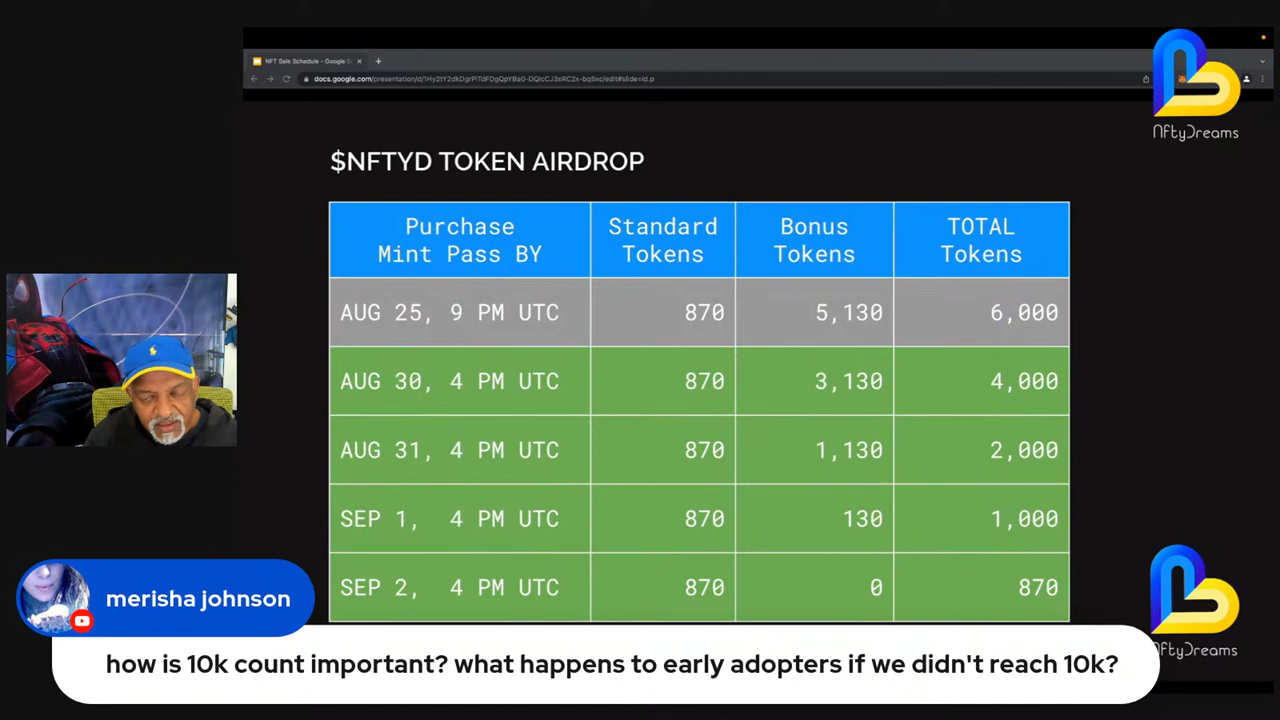 NFT Sale Schedule - Google S
NftyDreams
$NFTYD TOKEN AIRDROP
Purchase Mint Pass BY
Standard Tokens
Bonus Tokens
TOTAL Tokens
AUG 25, 9 PM UTC 870 5,130 6,000
AUG 30, 4 PM UTC 870 3,130 4,000
AUG 31, 4 PM UTC 870 1,130 2,000
SEP 1, 4 PM UTC 870 130 1,000
SEP 2, 4 PM UTC 870 0 870
merisha johnson
how is 10k count important? what happens to early adopters if we didn't reach 10k?
NftyDreams